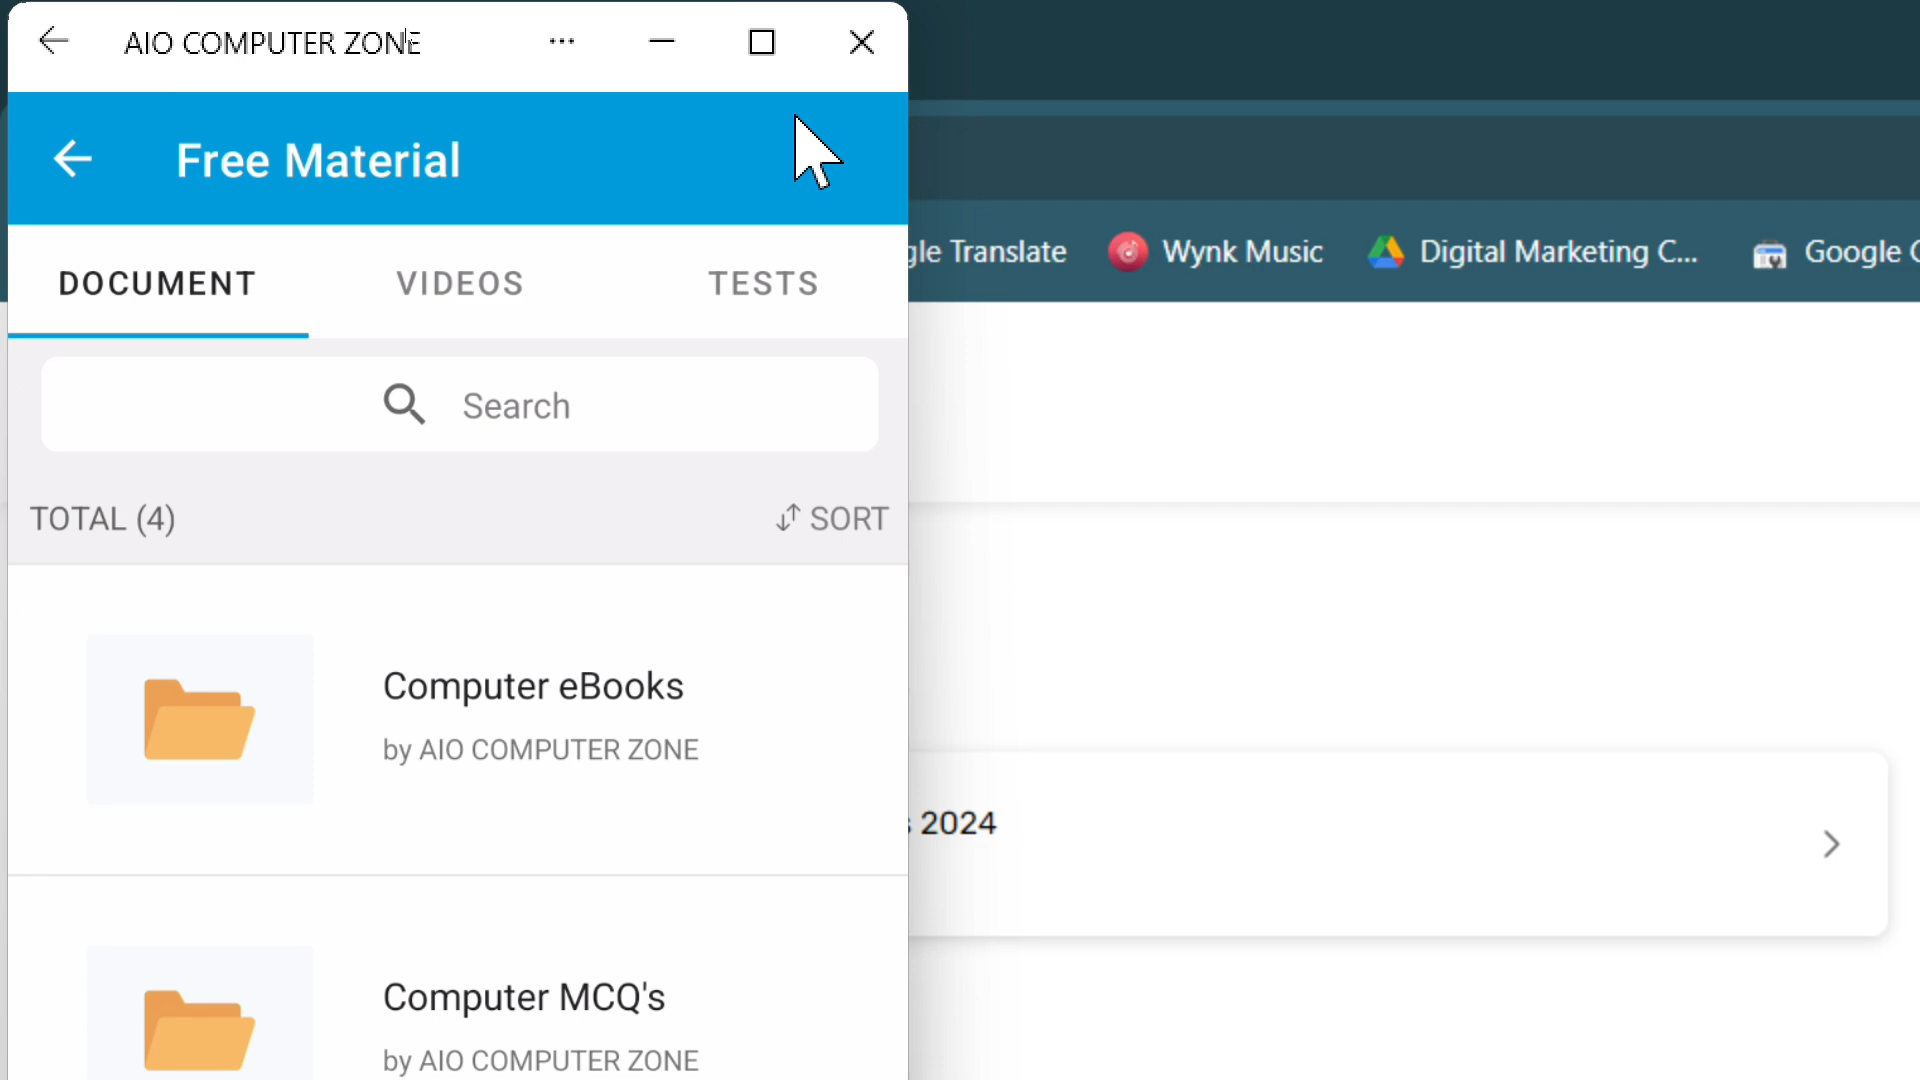 AIO COMPUTER ZONE
Free Material
Translate
Wynk Music
Digital Marketing C...
Google
DOCUMENT
VIDEOS
TESTS
Search
TOTAL (4)
SORT
Computer eBooks
by AIO COMPUTER ZONE
2024
Computer MCQ's
by AIO COMPUTER ZONE